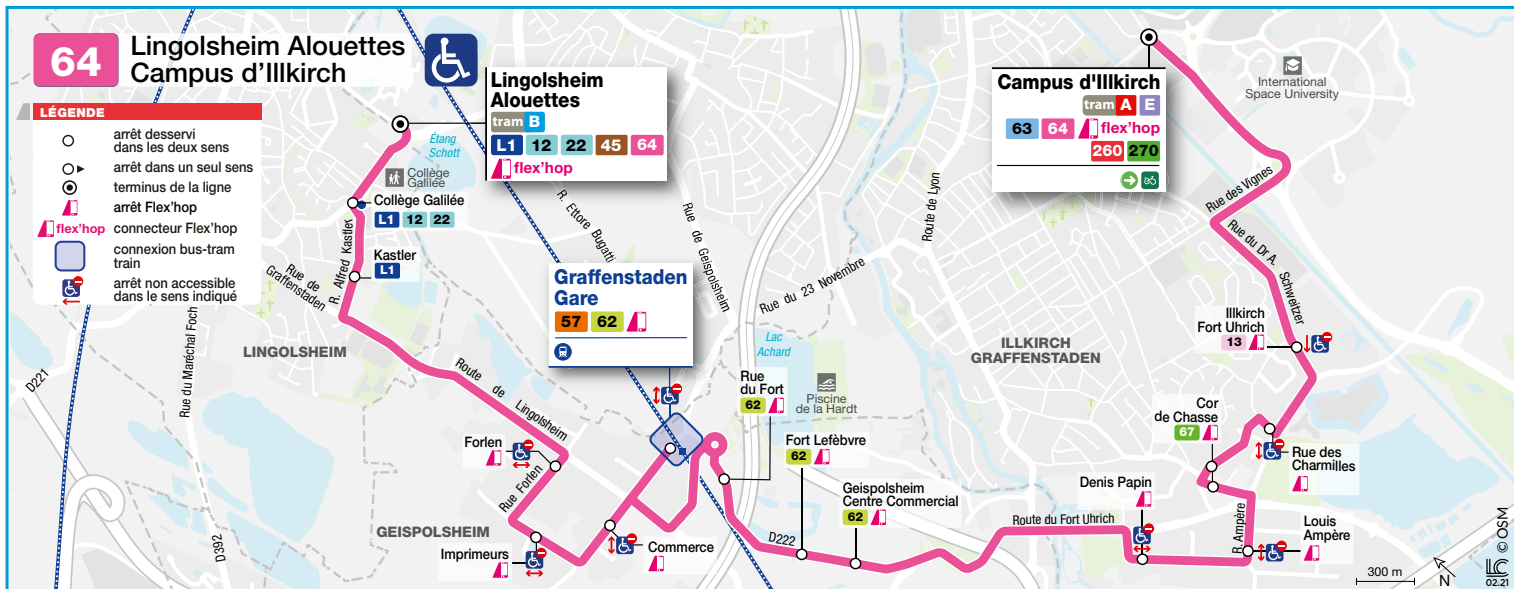 64
Lingolsheim Alouettes
Campus d'Illkirch
LÉGENDE
arrêt desservi
dans les deux sens
arrêt dans un seul sens
terminus de la ligne
arrêt Flex'hop
flex'hop
connecteur Flex'hop
connexion bus-tram
train
arrêt non accessible
dans le sens indiqué
Lingolsheim
Alouettes
tram B
L1 12 22 45 64
flex'hop
Étang
Schott
Collège
Galilée
Collège Galilée
L1 12 22
Kastler
L1
R. Alfred Kastler
Rue de
Graffenstaden
Rue du Maréchal Foch
D221
D392
LINGOLSHEIM
Route de Lingolsheim
Forlen
Rue Forlen
GEISPOLSHEIM
Imprimeurs
Commerce
Graffenstaden
Gare
57 62
R. Ettore Bugatti
Rue de Geispolsheim
Rue du 23 Novembre
Route de Lyon
Lac
Achard
Piscine
de la Hardt
Rue
du Fort
62
Fort Lefèbvre
62
Geispolsheim
Centre Commercial
62
D222
Route du Fort Uhrich
Denis Papin
R. Ampère
Louis
Ampère
Cor
de Chasse
67
Rue des
Charmilles
Illkirch
Fort Uhrich
13
ILLKIRCH
GRAFFENSTADEN
Rue du Dr A. Schweitzer
Rue des Vignes
Campus d'Illkirch
tram A E
63 64 flex'hop
260 270
International
Space University
300 m
N
© OSM
LC
02.21